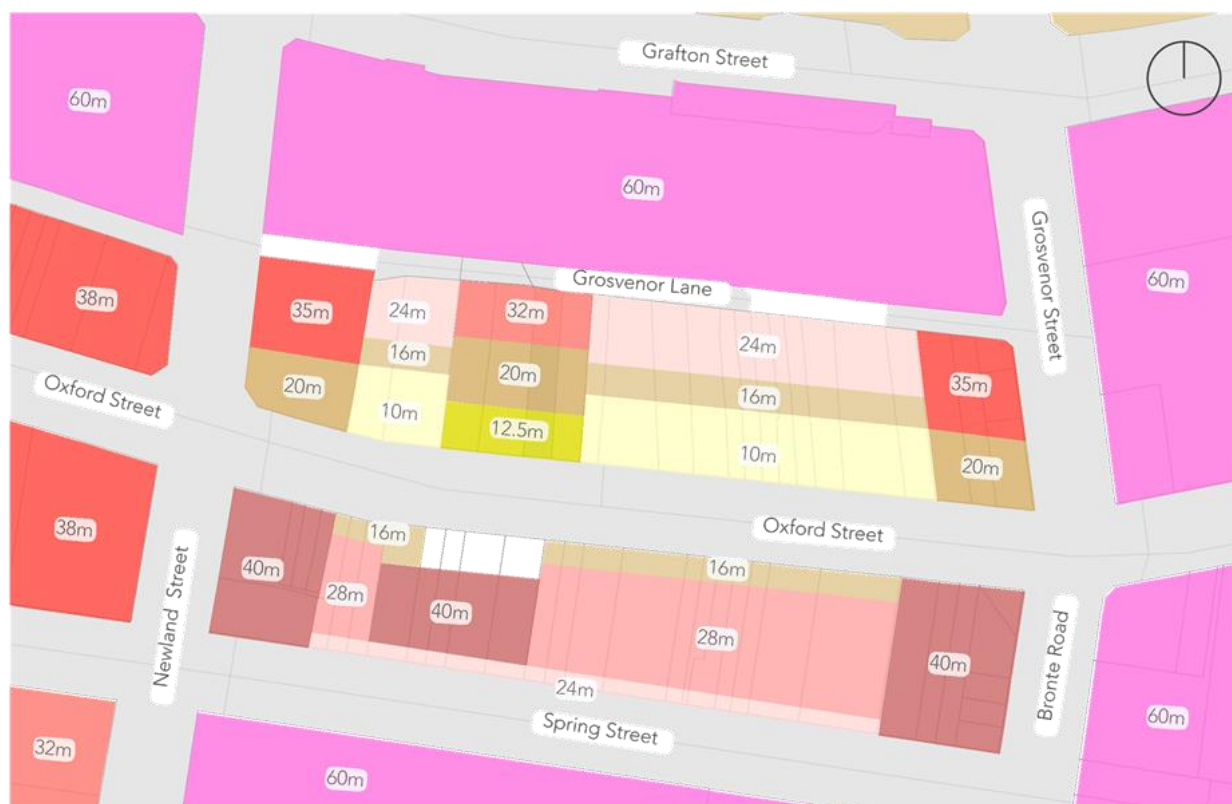 Grafton Street
60m
60m
Grosvenor Street
60m
Grosvenor Lane
38m
35m
24m
32m
24m
16m
20m
16m
35m
20m
10m
12.5m
10m
20m
Oxford Street
Oxford Street
38m
16m
40m
28m
40m
16m
28m
40m
24m
Newland Street
Bronte Road
Spring Street
32m
60m
60m